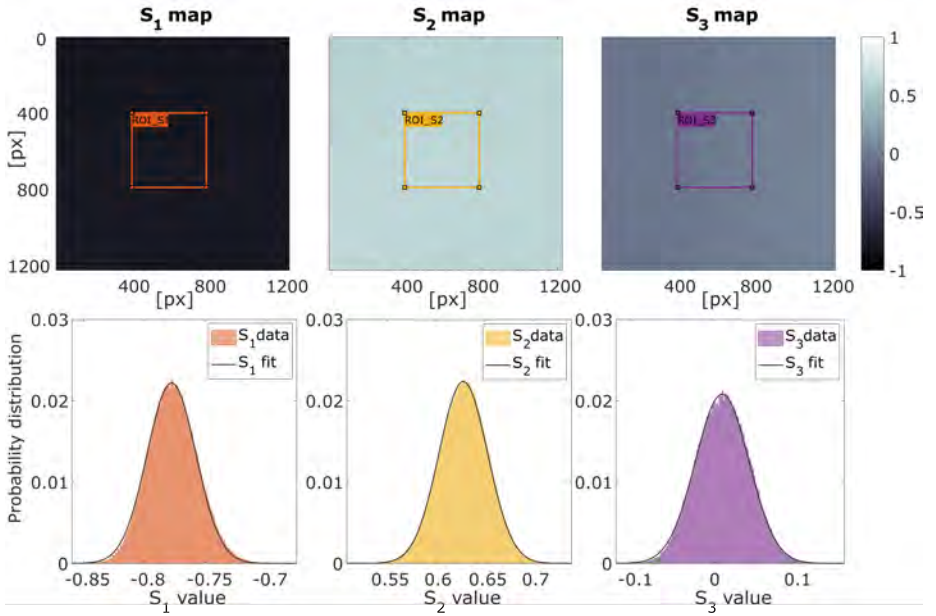 S1 map
S2 map
S3 map
0
400
800
1200
[px]
ROI_S1
ROI_S2
ROI_S3
1
0.5
0
-0.5
-1
400 800 1200
400 800 1200
400 800 1200
[px]
[px]
[px]
Probability distribution
0.03
0.02
0.01
0
S1data
S1 fit
-0.85 -0.8 -0.75 -0.7
S1 value
0.03
0.02
0.01
0
S2data
S2 fit
0.55 0.6 0.65 0.7
S2 value
0.03
0.02
0.01
0
S3data
S3 fit
-0.1 0 0.1
S3 value